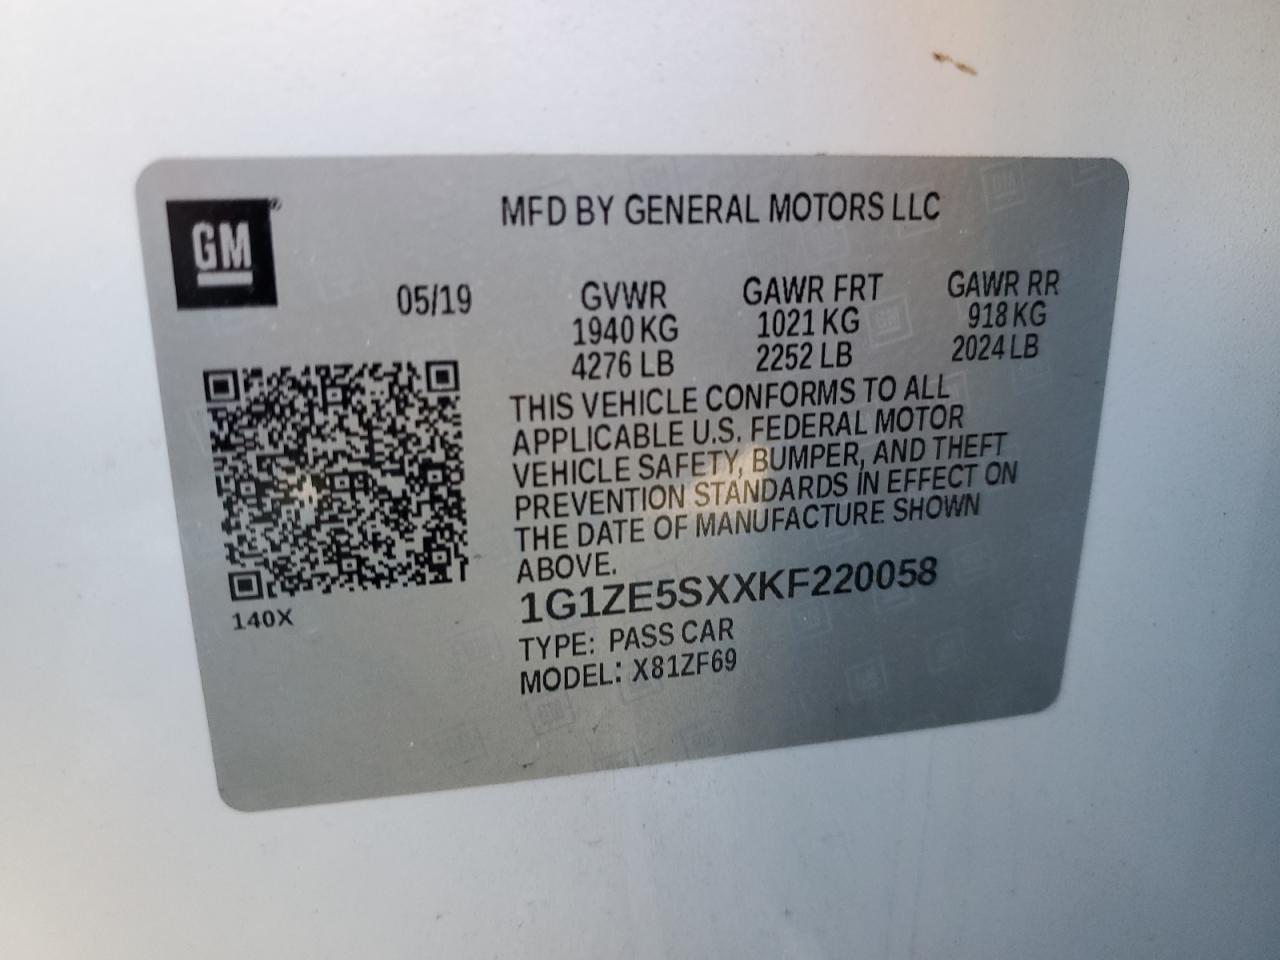 GM®
MFD BY GENERAL MOTORS LLC
05/19
GVWR GAWR FRT GAWR RR
1940 KG 1021 KG 918 KG
4276 LB 2252 LB 2024 LB
THIS VEHICLE CONFORMS TO ALL
APPLICABLE U.S. FEDERAL MOTOR
VEHICLE SAFETY, BUMPER, AND THEFT
PREVENTION STANDARDS IN EFFECT ON
THE DATE OF MANUFACTURE SHOWN
ABOVE.
1G1ZE5SXXKF220058
140X
TYPE: PASS CAR
MODEL: X81ZF69